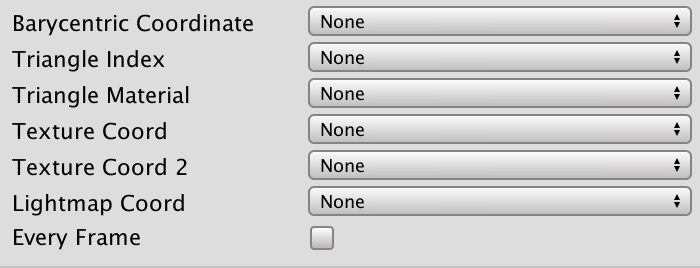 Barycentric Coordinate None
Triangle Index None
Triangle Material None
Texture Coord None
Texture Coord 2 None
Lightmap Coord None
Every Frame